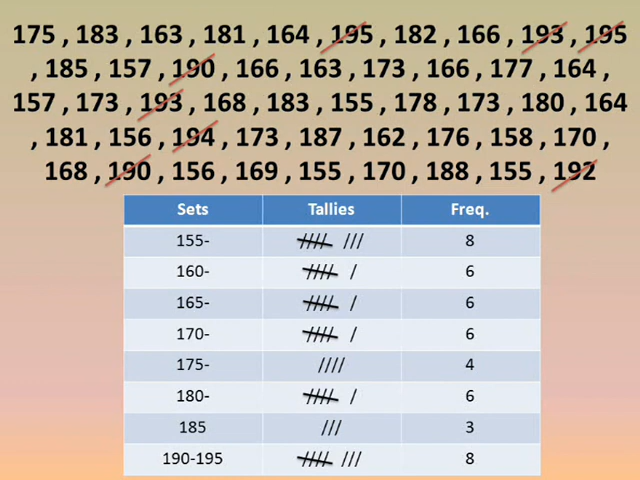 175 , 183 , 163 , 181 , 164 , 195 , 182 , 166 , 193 , 195
, 185 , 157 , 190 , 166 , 163 , 173 , 166 , 177 , 164 ,
157 , 173 , 193 , 168 , 183 , 155 , 178 , 173 , 180 , 164
, 181 , 156 , 194 , 173 , 187 , 162 , 176 , 158 , 170 ,
168 , 190 , 156 , 169 , 155 , 170 , 188 , 155 , 192
Sets Tallies Freq.
155- //// /// 8
160- //// / 6
165- //// / 6
170- //// / 6
175- //// 4
180- //// / 6
185 /// 3
190-195 //// /// 8